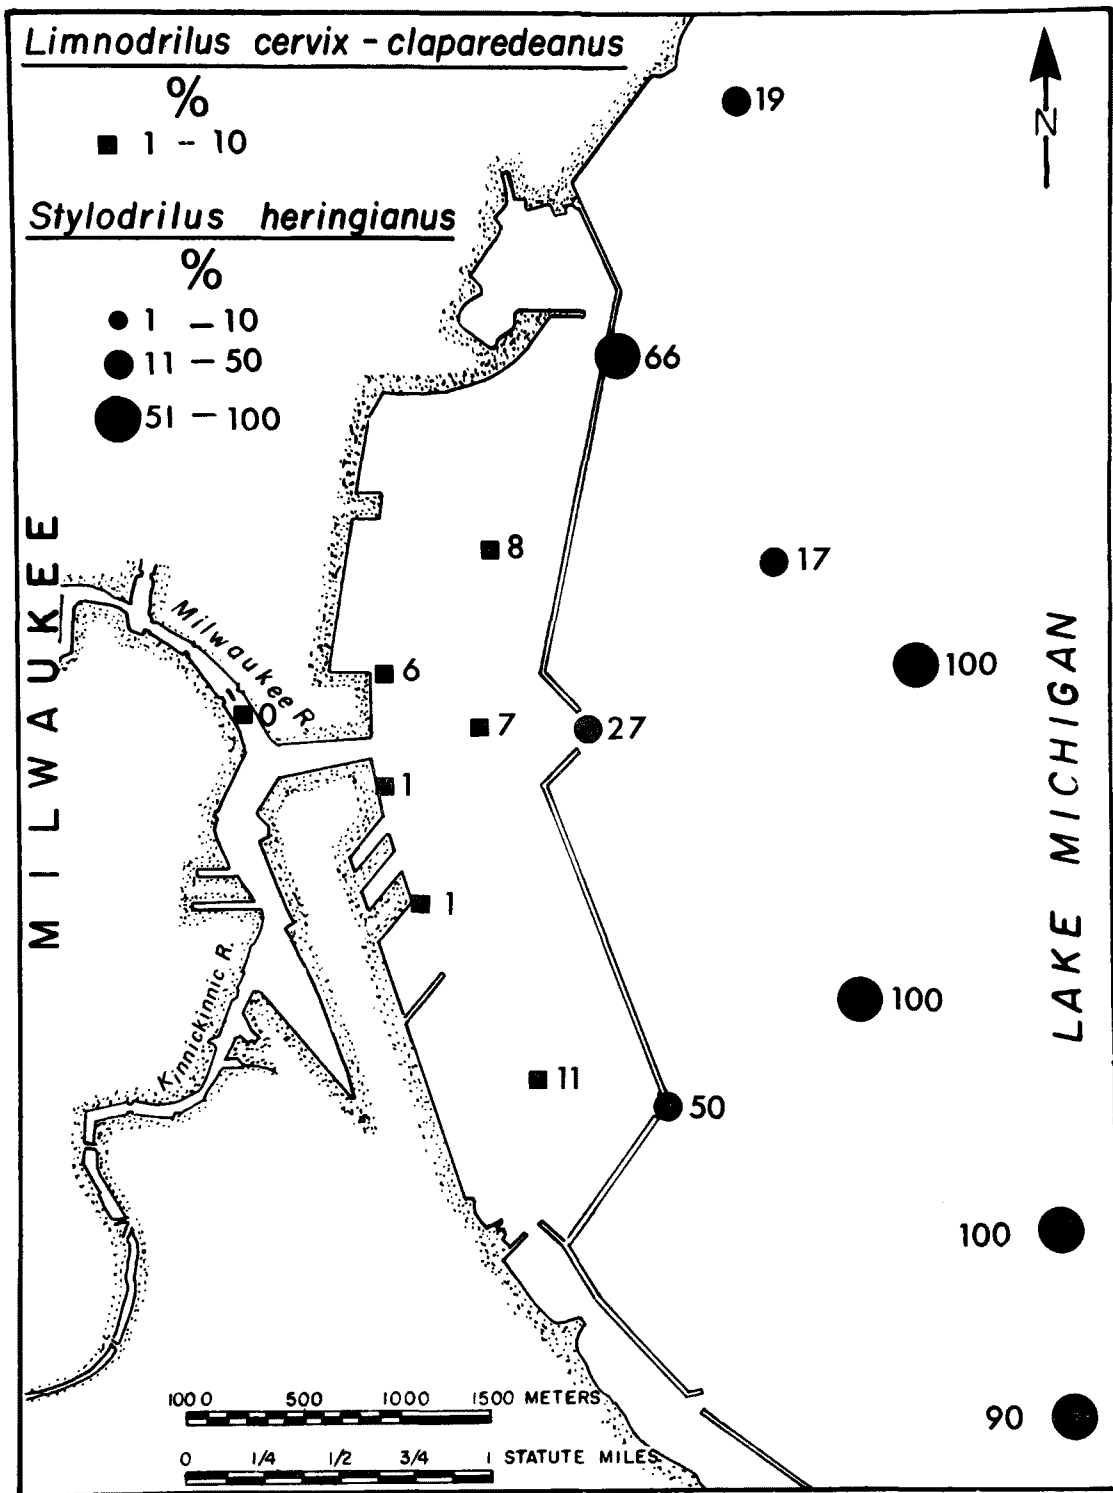 Limnodrilus cervix - claparedeanus
%
1 -- 10
Stylodrilus heringianus
%
1 – 10
11 – 50
51 – 100
N
19
66
8
17
MILWAUKEE
Milwaukee R.
6
100
0
7
27
LAKE MICHIGAN
1
1
Kinnickinnic R.
100
11
50
100
90
100 0 500 1000 1500 METERS
0 1/4 1/2 3/4 1 STATUTE MILES